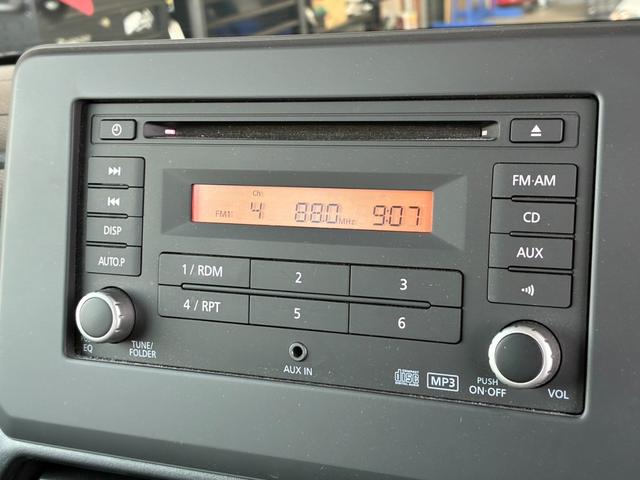 FM·AM
Ch
FM1 4 88.0 MHz 9:07
CD
DISP
AUX
AUTO.P
1 / RDM 2 3
4 / RPT 5 6
EQ
TUNE/
FOLDER
AUX IN
disc
MP3
PUSH
ON·OFF
VOL